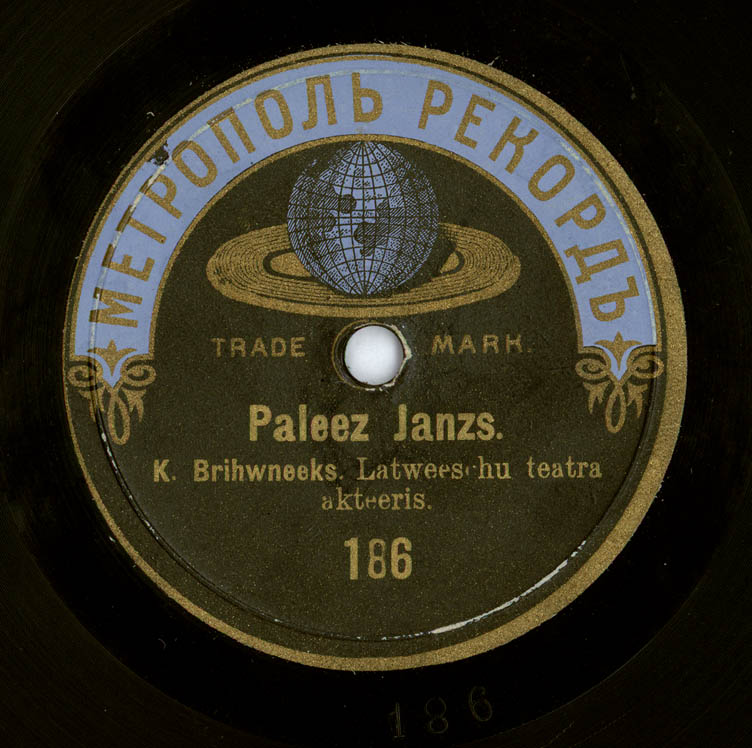 МЕТРОПОЛЬ РЕКОРДЪ
TRADE MARK.
Paleez Janzs.
K. Brihwneeks. Latweeschu teatra
akteeris.
186
186